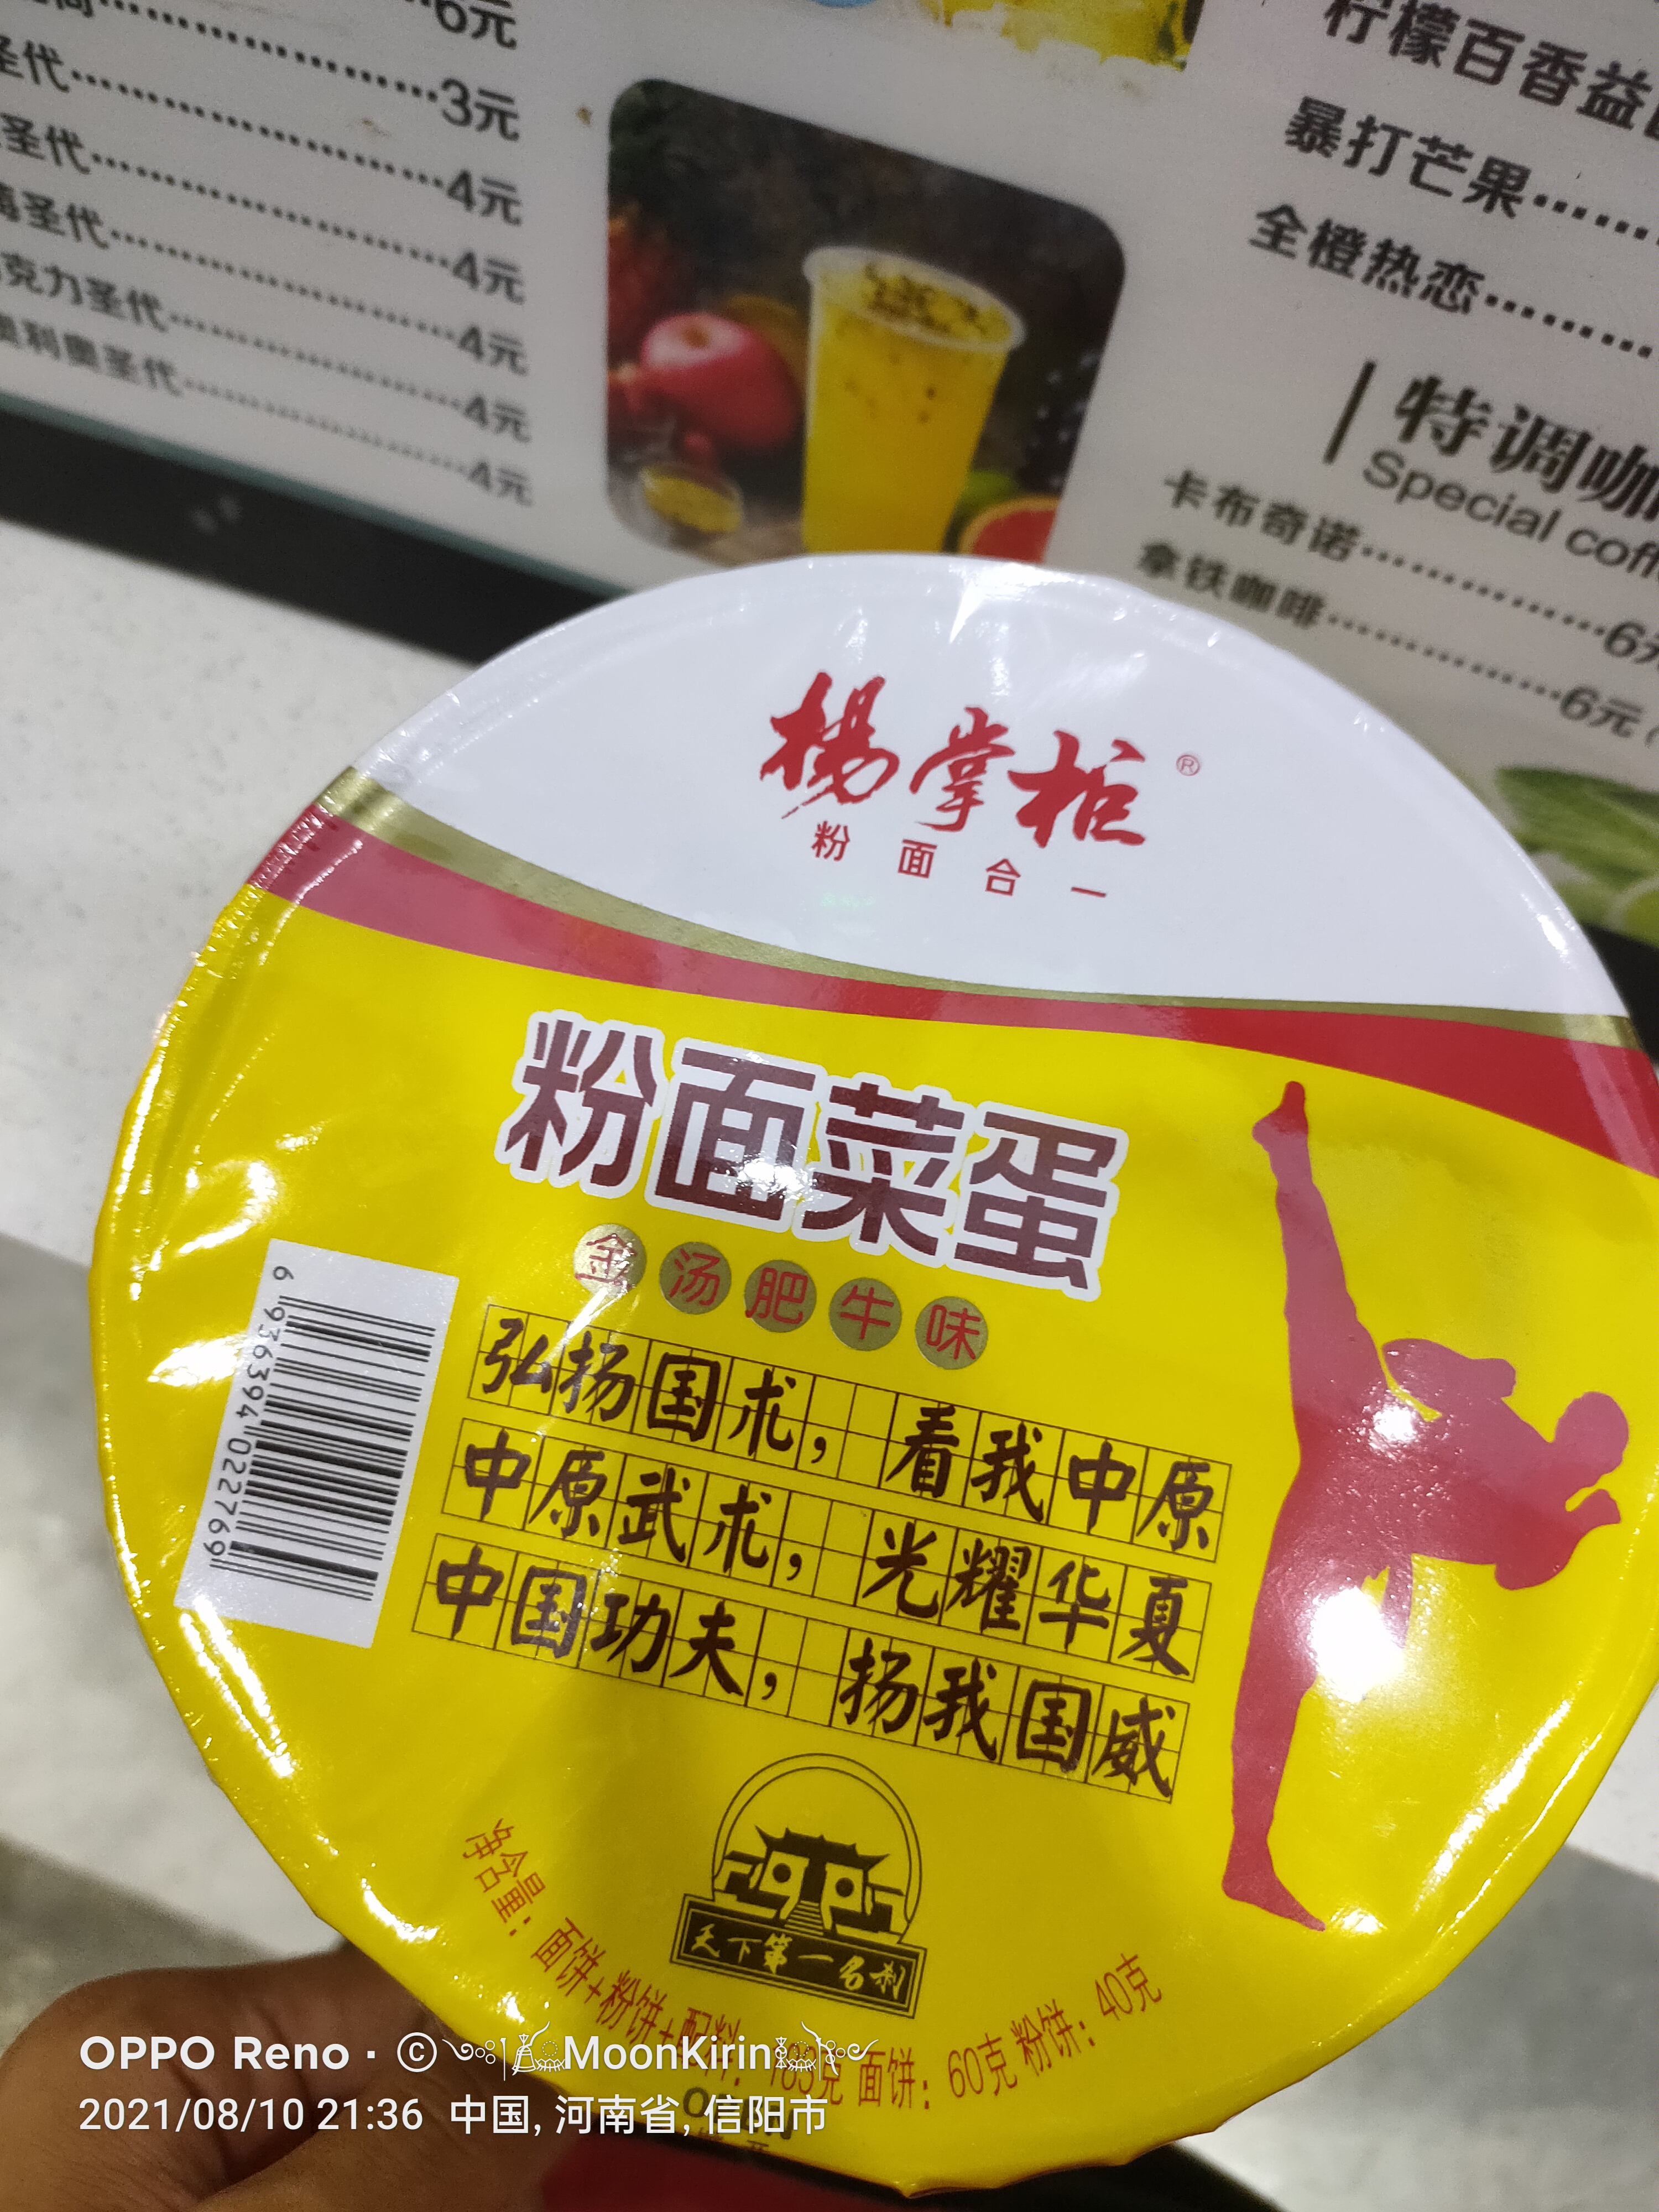 6元
3元
圣代 4元
圣代 4元
圣代 4元
克力圣代 4元
奥利奥圣代 4元
柠檬百香益
暴打芒果
全橙热恋
特调咖
Special coff
卡布奇诺 6元
拿铁咖啡 6元
楊掌柜®
粉面合一
粉面菜蛋
金汤肥牛味
弘扬国术，看我中原
中原武术，光耀华夏
中国功夫，扬我国威
6 936394 022769
天下第一名刹
净含量：面饼+粉饼+配料：103克 面饼：60克 粉饼：40克
OPPO Reno · © MoonKirin
2021/08/10 21:36 中国, 河南省, 信阳市